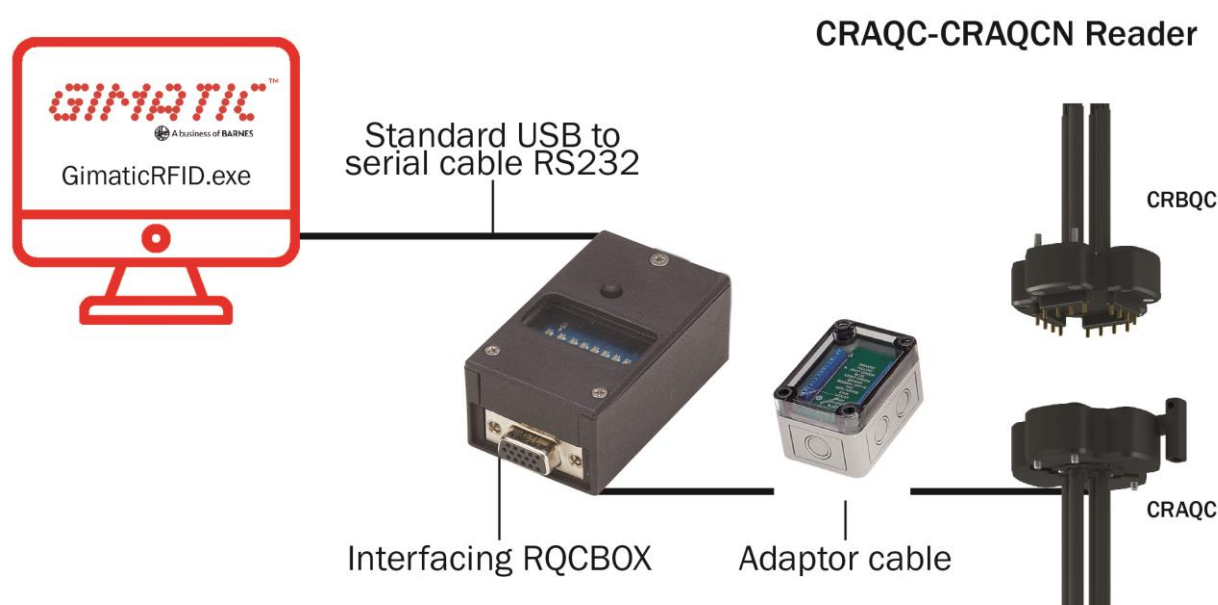 CRAQC-CRAQCN Reader
GIMATIC™
A business of BARNES
GimaticRFID.exe
Standard USB to
serial cable RS232
CRBQC
CRAQC
Interfacing RQCBOX
Adaptor cable